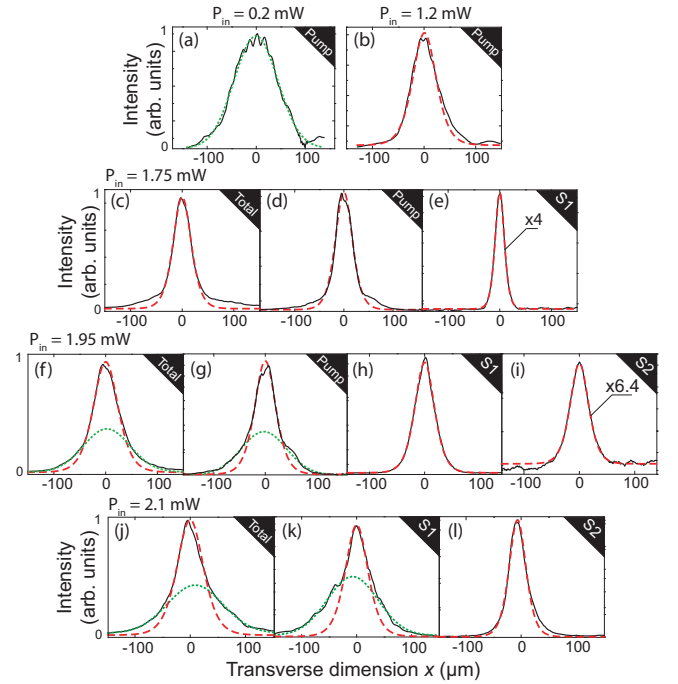 P_in = 0.2 mW
P_in = 1.2 mW
(a)
Pump
(b)
Pump
Intensity
(arb. units)
1
0
-100
0
100
-100
0
100
P_in = 1.75 mW
(c)
Total
(d)
Pump
(e)
S1
x4
Intensity
(arb. units)
1
0
-100
0
100
-100
0
100
-100
0
100
P_in = 1.95 mW
(f)
Total
(g)
Pump
(h)
S1
(i)
S2
x6.4
Intensity
(arb. units)
1
0
-100
0
100
-100
0
100
-100
0
100
-100
0
100
P_in = 2.1 mW
(j)
Total
(k)
S1
(l)
S2
Intensity
(arb. units)
1
0
-100
0
100
-100
0
100
-100
0
100
Transverse dimension x (μm)